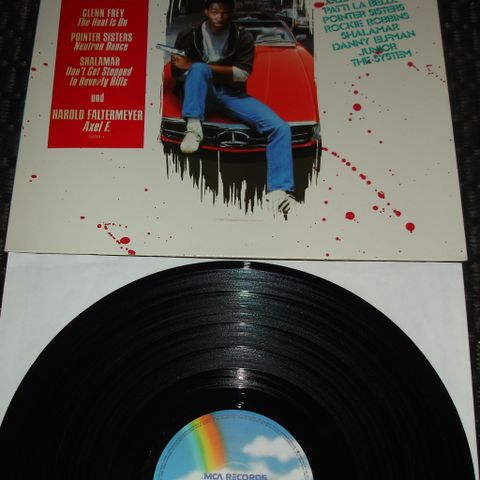 GLENN FREY
The Heat Is On
POINTER SISTERS
Neutron Dance
SHALAMAR
Don't Get Stopped
In Beverly Hills
und
HAROLD FALTERMEYER
Axel F.
PATTI LA BELLE
POINTER SISTERS
ROCKIE ROBBINS
SHALAMAR
DANNY ELFMAN
JUNIOR
THE SYSTEM
MCA RECORDS